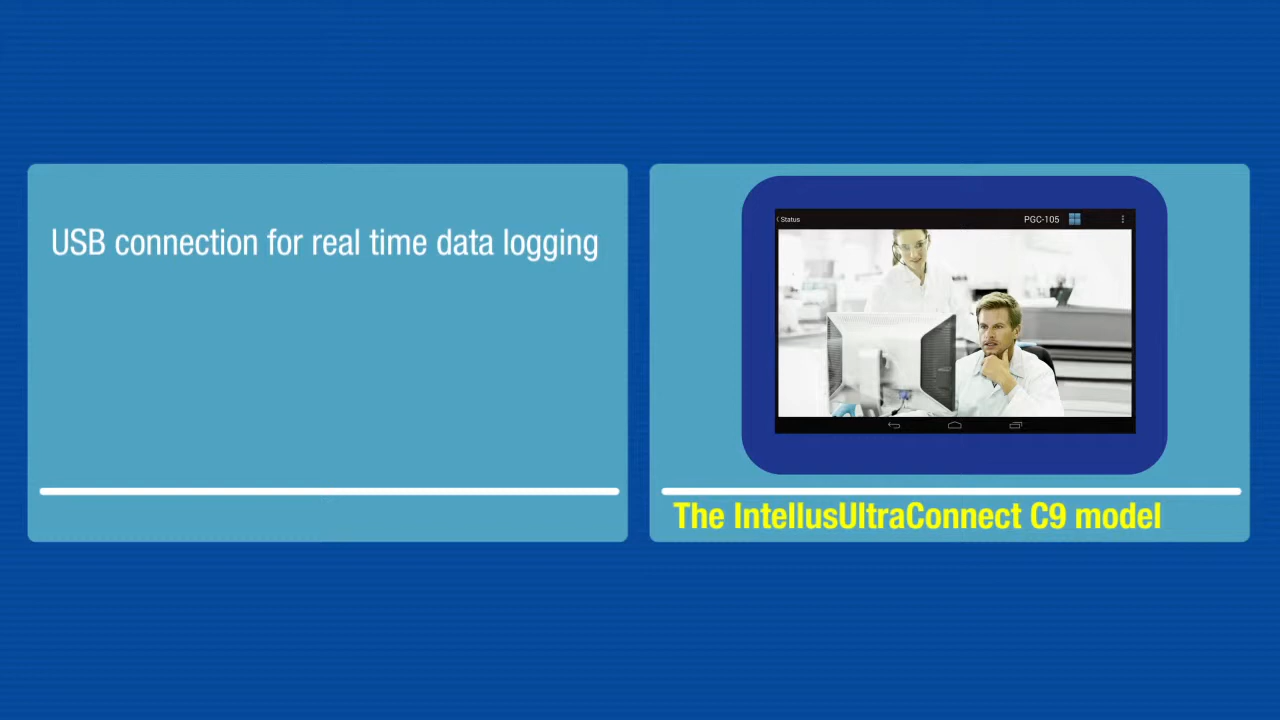 USB connection for real time data logging
Status
PGC-105
The IntellusUltraConnect C9 model